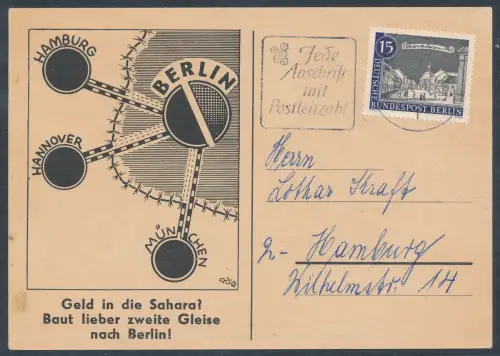 HAMBURG
BERLIN
HANNOVER
MÜNCHEN
Geld in die Sahara?
Baut lieber zweite Gleise
nach Berlin!
Jede
Anschrift
mit
Postleitzahl
15
DEUTSCHE
BUNDESPOST BERLIN
Herrn
Lothar Kraft
2- Hamburg
Wilhelmstr. 14